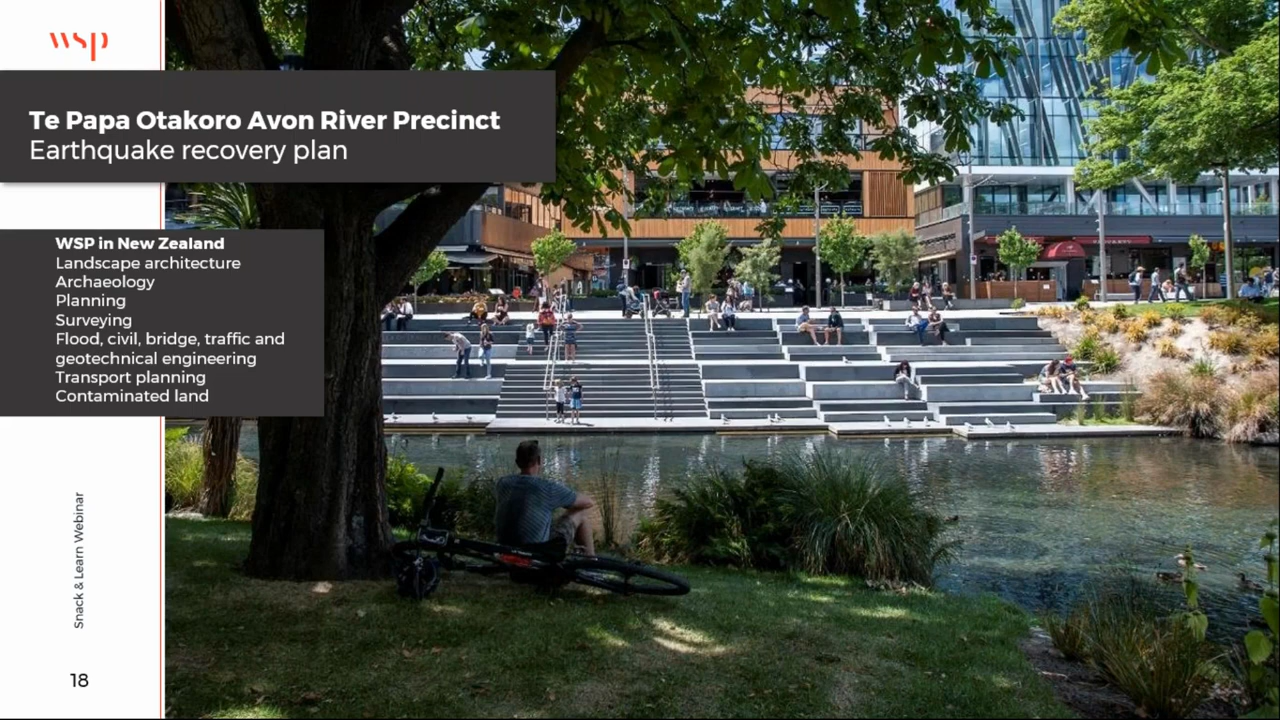 wsp
Te Papa Otakoro Avon River Precinct
Earthquake recovery plan
WSP in New Zealand
Landscape architecture
Archaeology
Planning
Surveying
Flood, civil, bridge, traffic and
geotechnical engineering
Transport planning
Contaminated land
Snack & Learn Webinar
18